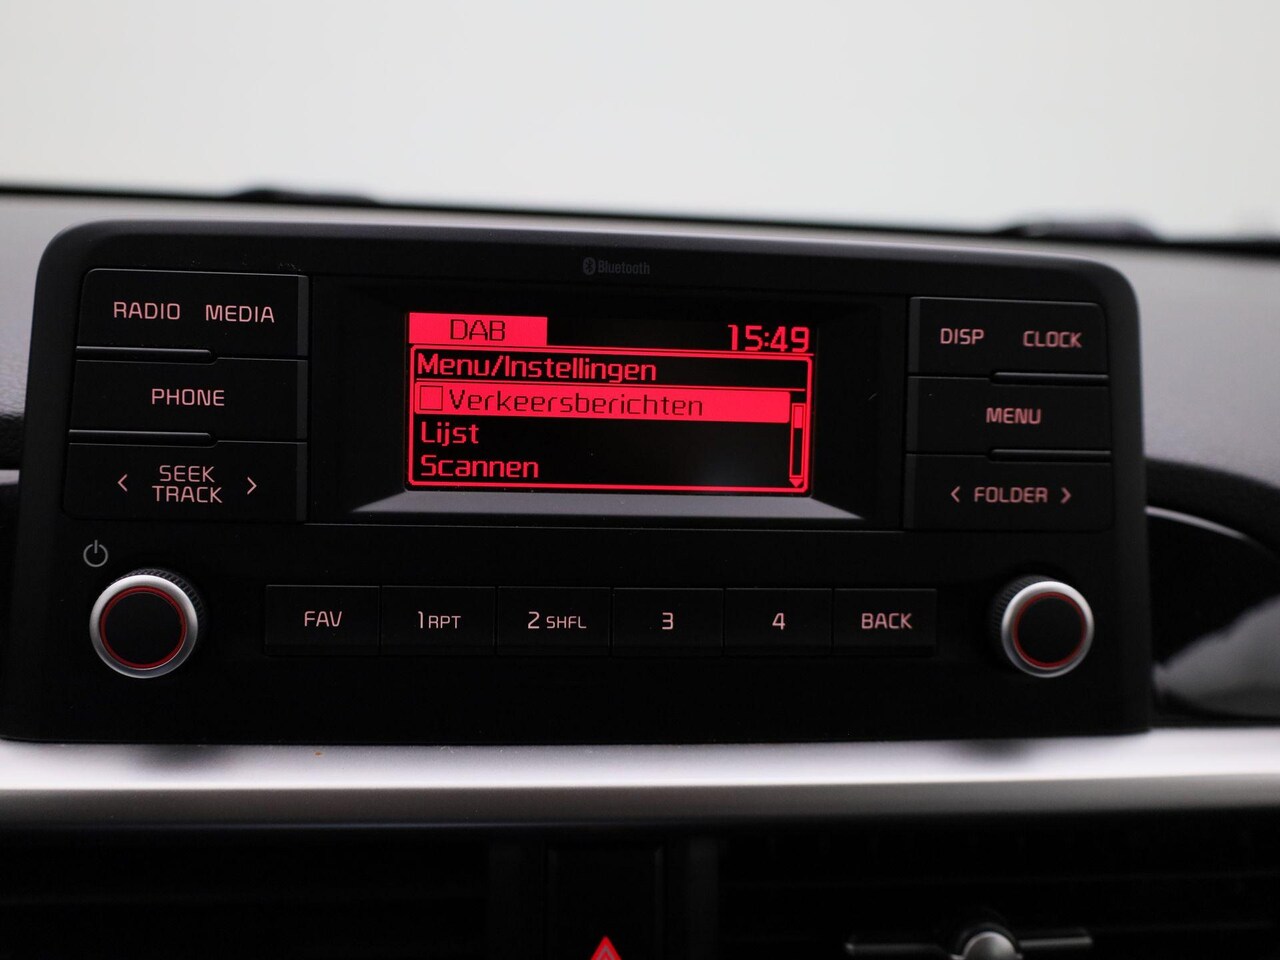 Bluetooth
RADIO MEDIA
PHONE
< SEEK TRACK >
DAB 15:49
Menu/Instellingen
Verkeersberichten
Lijst
Scannen
DISP CLOCK
MENU
< FOLDER >
FAV 1 RPT 2 SHFL 3 4 BACK